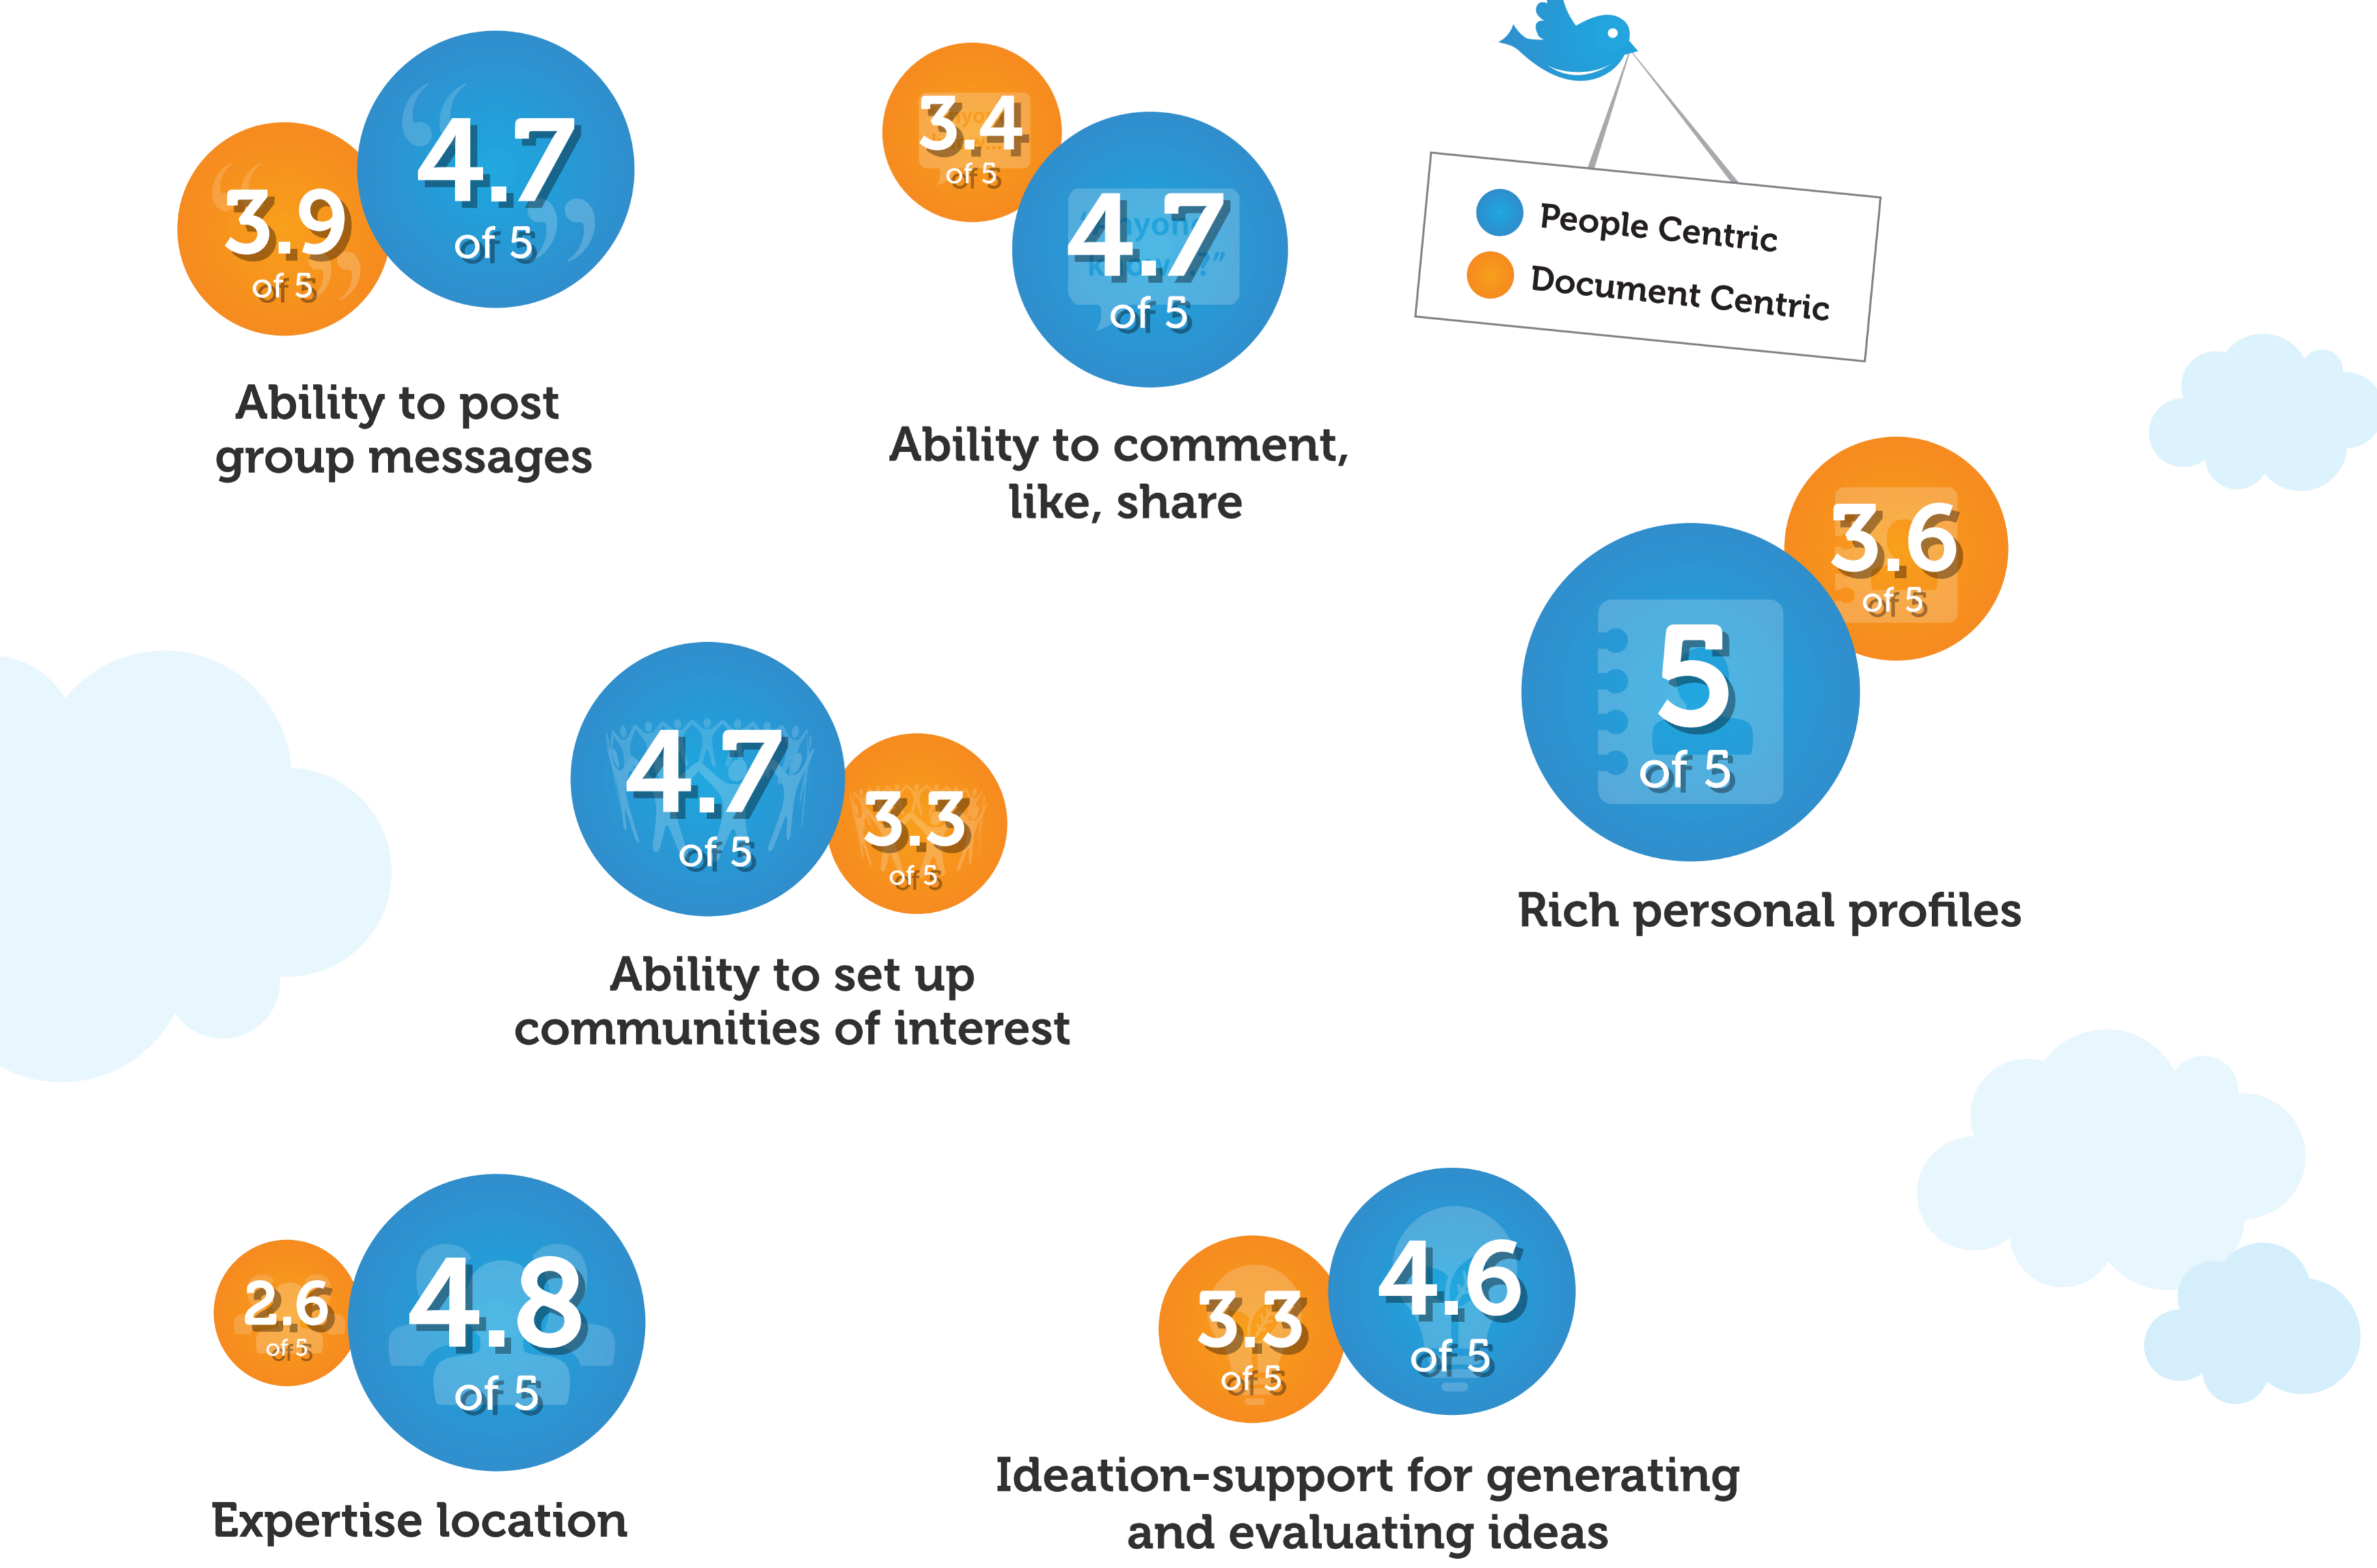 3.9
of 5
4.7
of 5
Ability to post
group messages
3.4
of 5
4.7
of 5
Ability to comment,
like, share
People Centric
Document Centric
5
of 5
3.6
of 5
Rich personal profiles
4.7
of 5
3.3
of 5
Ability to set up
communities of interest
2.6
of 5
4.8
of 5
Expertise location
3.3
of 5
4.6
of 5
Ideation-support for generating
and evaluating ideas